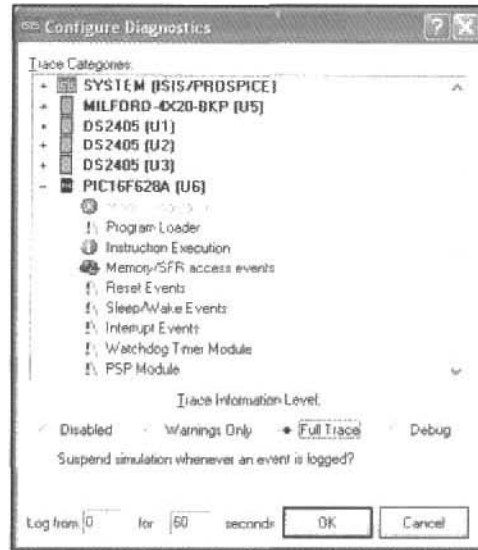 ISIS Configure Diagnostics
Trace Categories:
+ SYSTEM (ISIS/PROSPICE)
+ MILFORD-4X20-BKP (U5)
+ DS2405 (U1)
+ DS2405 (U2)
+ DS2405 (U3)
- PIC16F628A (U6)
Program Loader
Instruction Execution
Memory/SFR access events
Reset Events
Sleep/Wake Events
Interrupt Events
Watchdog Timer Module
PSP Module
Trace Information Level:
Disabled Warnings Only Full Trace Debug
Suspend simulation whenever an event is logged?
Log from 0 for 60 seconds OK Cancel